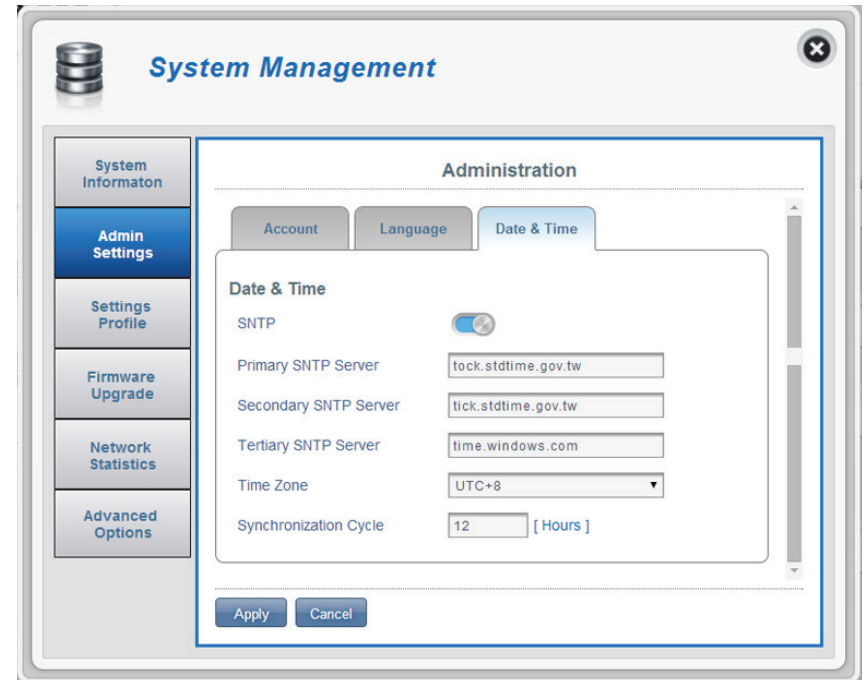 System Management
System
Informaton
Admin
Settings
Settings
Profile
Firmware
Upgrade
Network
Statistics
Advanced
Options
Administration
Account
Language
Date & Time
Date & Time
SNTP
Primary SNTP Server
tock.stdtime.gov.tw
Secondary SNTP Server
tick.stdtime.gov.tw
Tertiary SNTP Server
time.windows.com
Time Zone
UTC+8
Synchronization Cycle
12
[ Hours ]
Apply
Cancel